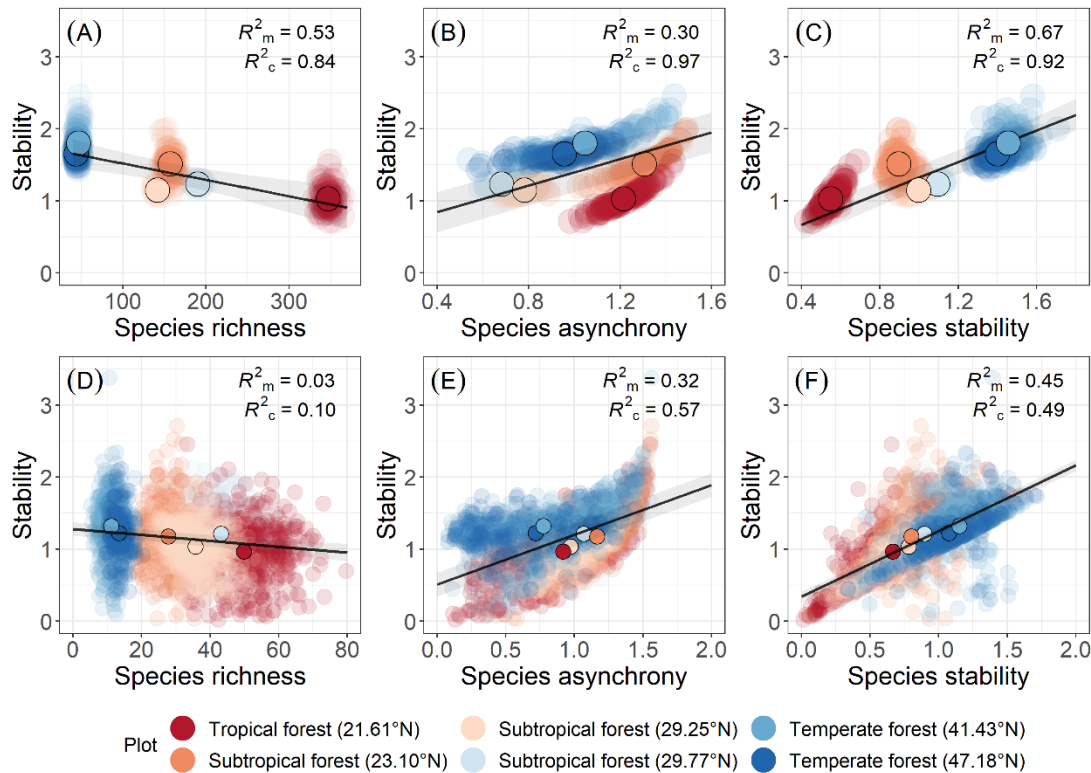 (A)
R²m = 0.53
R²c = 0.84
Stability
3
2
1
0
100
200
300
Species richness
(B)
R²m = 0.30
R²c = 0.97
Stability
3
2
1
0
0.4
0.8
1.2
1.6
Species asynchrony
(C)
R²m = 0.67
R²c = 0.92
Stability
3
2
1
0
0.4
0.8
1.2
1.6
Species stability
(D)
R²m = 0.03
R²c = 0.10
Stability
3
2
1
0
0
20
40
60
80
Species richness
(E)
R²m = 0.32
R²c = 0.57
Stability
3
2
1
0
0.0
0.5
1.0
1.5
2.0
Species asynchrony
(F)
R²m = 0.45
R²c = 0.49
Stability
3
2
1
0
0.0
0.5
1.0
1.5
2.0
Species stability
Plot
Tropical forest (21.61°N)
Subtropical forest (23.10°N)
Subtropical forest (29.25°N)
Subtropical forest (29.77°N)
Temperate forest (41.43°N)
Temperate forest (47.18°N)